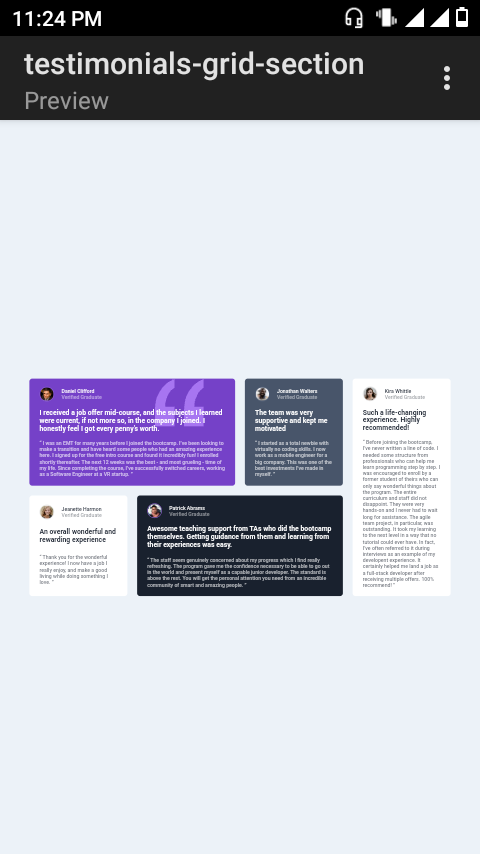 11:24 PM
testimonials-grid-section
Preview
Daniel Clifford
Verified Graduate
I received a job offer mid-course, and the subjects I learned
were current, if not more so, in the company I joined. I
honestly feel I got every penny's worth.
" I was an EMT for many years before I joined the bootcamp. I've been looking to
make a transition and have heard some people who had an amazing experience
here. I signed up for the free intro course and found it incredibly fun! I enrolled
shortly thereafter. The next 12 weeks was the best - and most grueling - time of
my life. Since completing the course, I've successfully switched careers, working
as a Software Engineer at a VR startup. "
Jonathan Walters
Verified Graduate
The team was very
supportive and kept me
motivated
" I started as a total newbie with
virtually no coding skills. I now
work as a mobile engineer for a
big company. This was one of the
best investments I've made in
myself. "
Kira Whittle
Verified Graduate
Such a life-changing
experience. Highly
recommended!
" Before joining the bootcamp,
I've never written a line of code. I
needed some structure from
professionals who can help me
learn programming step by step. I
was encouraged to enroll by a
former student of theirs who can
only say wonderful things about
the program. The entire
curriculum and staff did not
disappoint. They were very
hands-on and I never had to wait
long for assistance. The agile
team project, in particular, was
outstanding. It took my learning
to the next level in a way that no
tutorial could ever have. In fact,
I've often referred to it during
interviews as an example of my
developent experience. It
certainly helped me land a job as
a full-stack developer after
receiving multiple offers. 100%
recommend! "
Jeanette Harmon
Verified Graduate
An overall wonderful and
rewarding experience
" Thank you for the wonderful
experience! I now have a job I
really enjoy, and make a good
living while doing something I
love. "
Patrick Abrams
Verified Graduate
Awesome teaching support from TAs who did the bootcamp
themselves. Getting guidance from them and learning from
their experiences was easy.
" The staff seem genuinely concerned about my progress which I find really
refreshing. The program gave me the confidence necessary to be able to go out
in the world and present myself as a capable junior developer. The standard is
above the rest. You will get the personal attention you need from an incredible
community of smart and amazing people. "